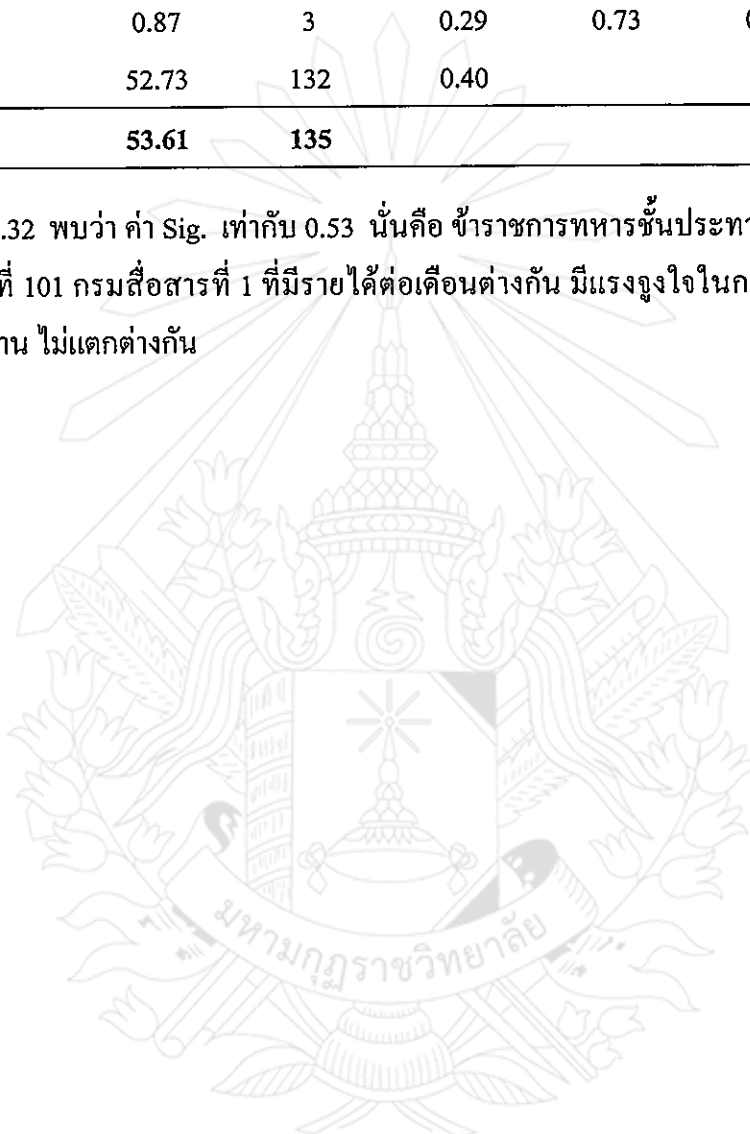 0.87 3 0.29 0.73
52.73 132 0.40
53.61 135
.32 พบว่า ค่า Sig. เท่ากับ 0.53 นั่นคือ ข้าราชการทหารชั้นประทว
ที่ 101 กรมสื่อสารที่ 1 ที่มีรายได้ต่อเดือนต่างกัน มีแรงจูงใจในก
าน ไม่แตกต่างกัน
มหามกุฏราชวิทยาลัย